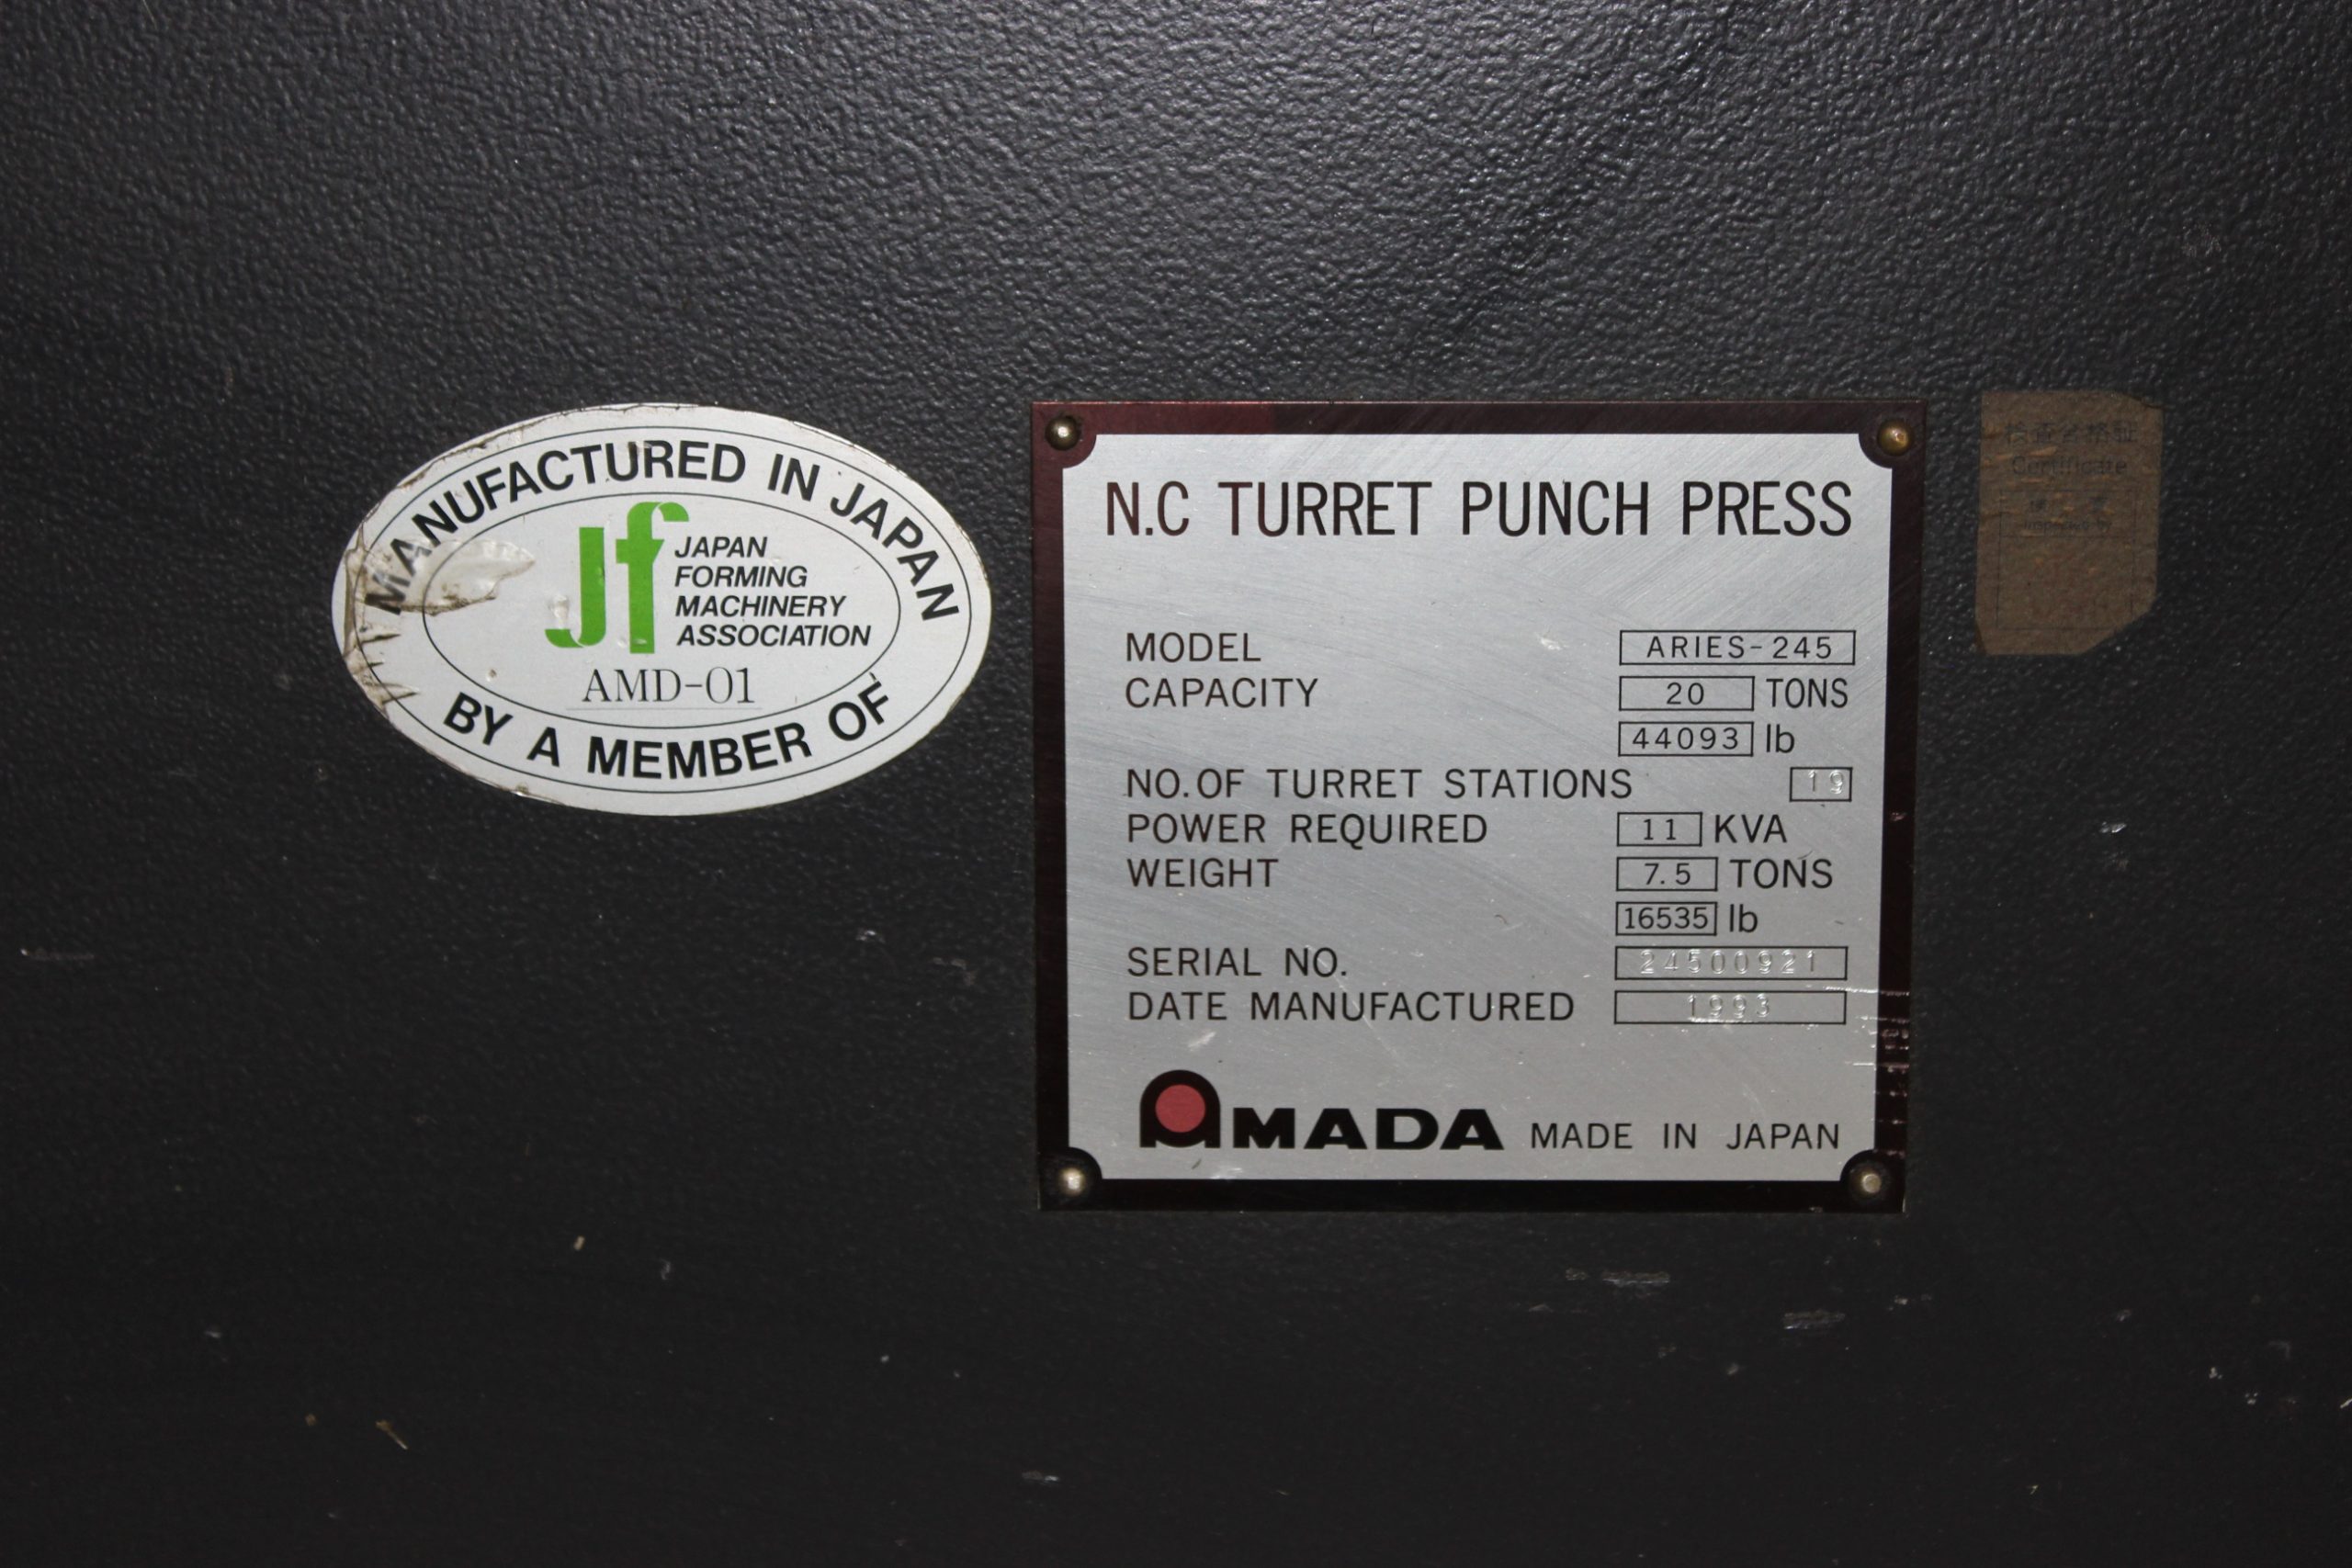 MANUFACTURED IN JAPAN
Jf
JAPAN
FORMING
MACHINERY
ASSOCIATION
AMD-01
BY A MEMBER OF
N.C TURRET PUNCH PRESS
MODEL ARIES-245
CAPACITY 20 TONS
44093 lb
NO.OF TURRET STATIONS 19
POWER REQUIRED 11 KVA
WEIGHT 7.5 TONS
16535 lb
SERIAL NO. 24500921
DATE MANUFACTURED 1993
AMADA MADE IN JAPAN
Certificate